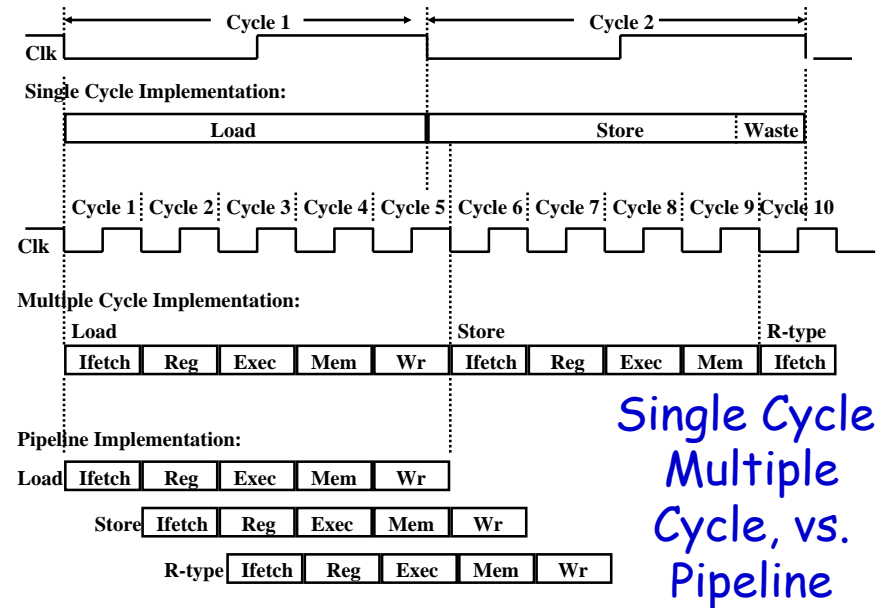 Cycle 1 Cycle 2
Clk
Single Cycle Implementation:
Load Store Waste
Cycle 1 Cycle 2 Cycle 3 Cycle 4 Cycle 5 Cycle 6 Cycle 7 Cycle 8 Cycle 9 Cycle 10
Clk
Multiple Cycle Implementation:
Load Store R-type
Ifetch Reg Exec Mem Wr Ifetch Reg Exec Mem Ifetch
Pipeline Implementation:
Load Ifetch Reg Exec Mem Wr
Store Ifetch Reg Exec Mem Wr
R-type Ifetch Reg Exec Mem Wr
Single Cycle
Multiple
Cycle, vs.
Pipeline